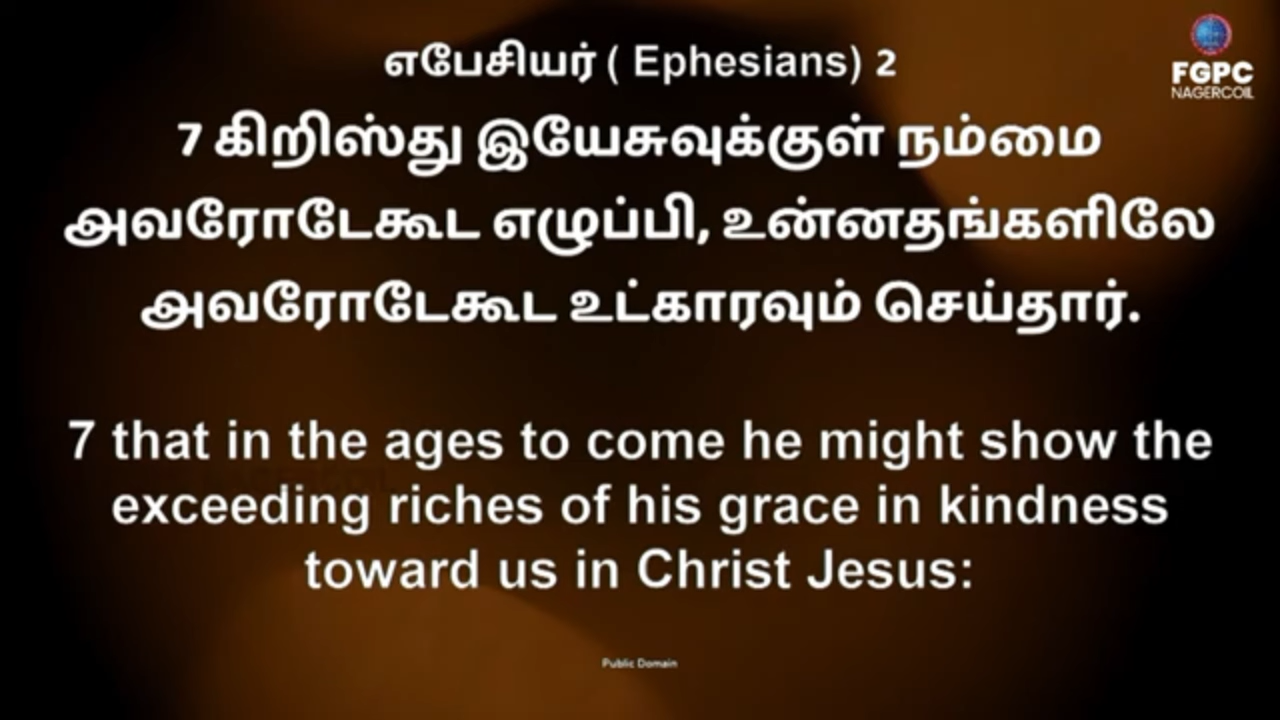 எபேசியர் ( Ephesians) 2
FGPC
NAGERCOIL
7 கிறிஸ்து இயேசுவுக்குள் நம்மை
அவரோடேகூட எழுப்பி, உன்னதங்களிலே
அவரோடேகூட உட்காரவும் செய்தார்.
7 that in the ages to come he might show the
exceeding riches of his grace in kindness
toward us in Christ Jesus:
Public Domain